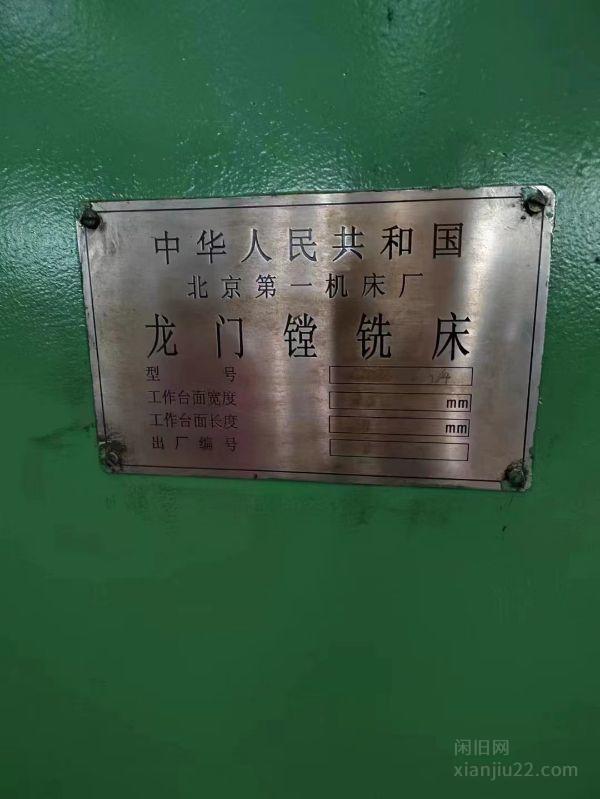 中华人民共和国
北京第一机床厂
龙门镗铣床
型号
工作台面宽度 mm
工作台面长度 mm
出厂编号
闲旧网
xianjiu22.com